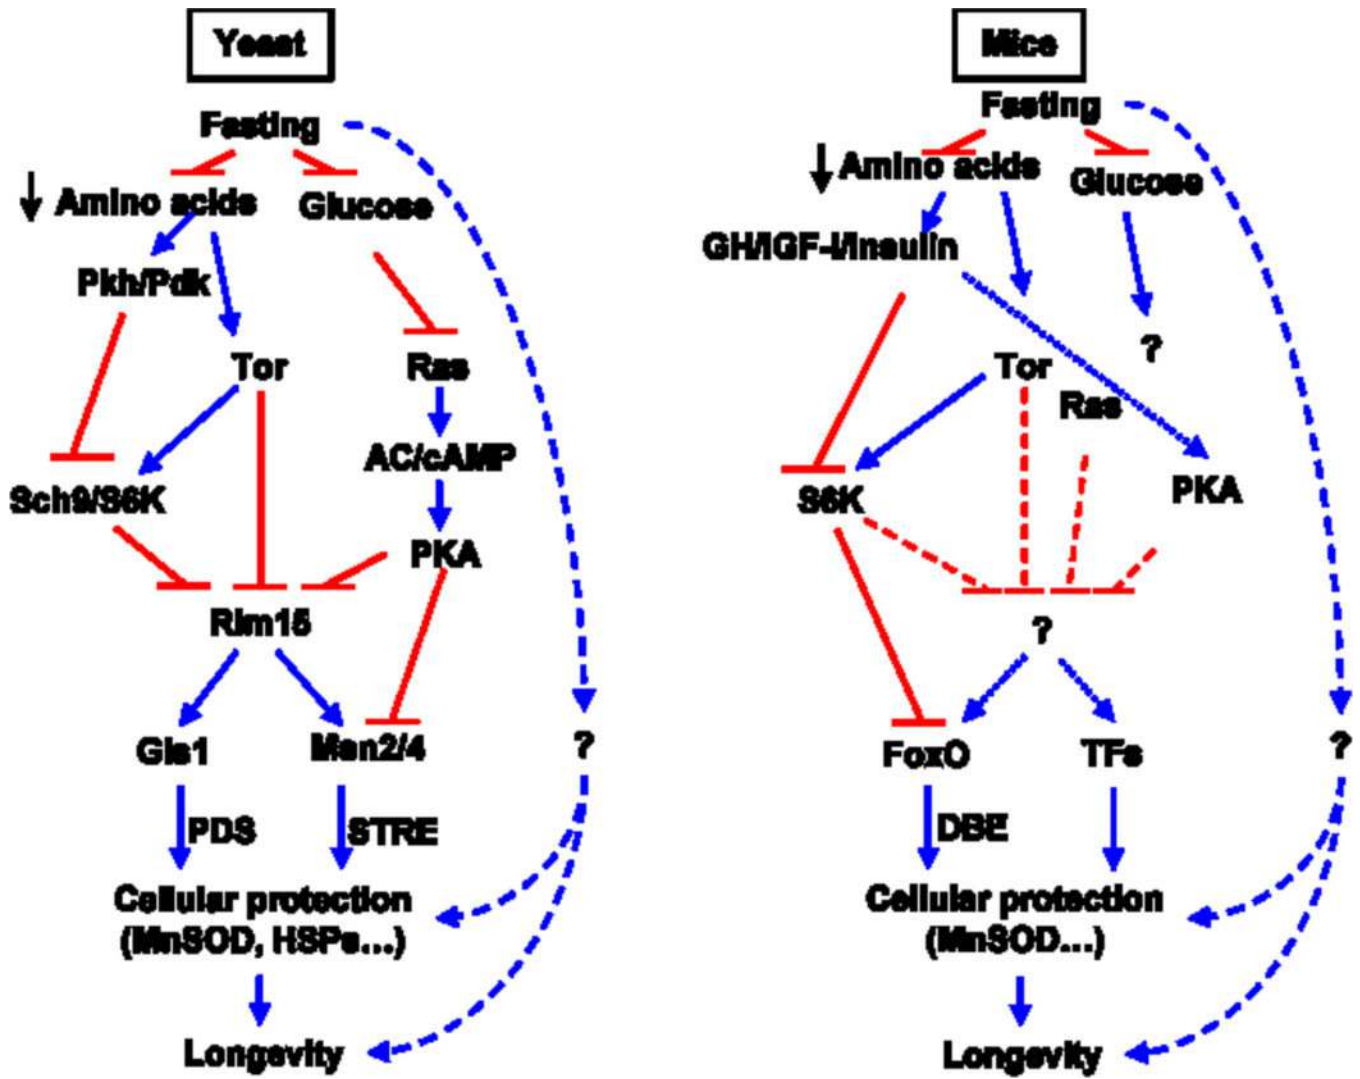 Yeast
Fasting
↓ Amino acids
Glucose
Pkh/Pdk
Tor
Ras
AC/cAMP
Sch9/S6K
PKA
Rim15
Gis1
Msn2/4
?
PDS
STRE
Cellular protection
(MnSOD, HSPs...)
Longevity
Mice
Fasting
↓ Amino acids
Glucose
GH/IGF-I/Insulin
?
Tor
Ras
S6K
PKA
?
FoxO
TFs
?
DBE
Cellular protection
(MnSOD...)
Longevity